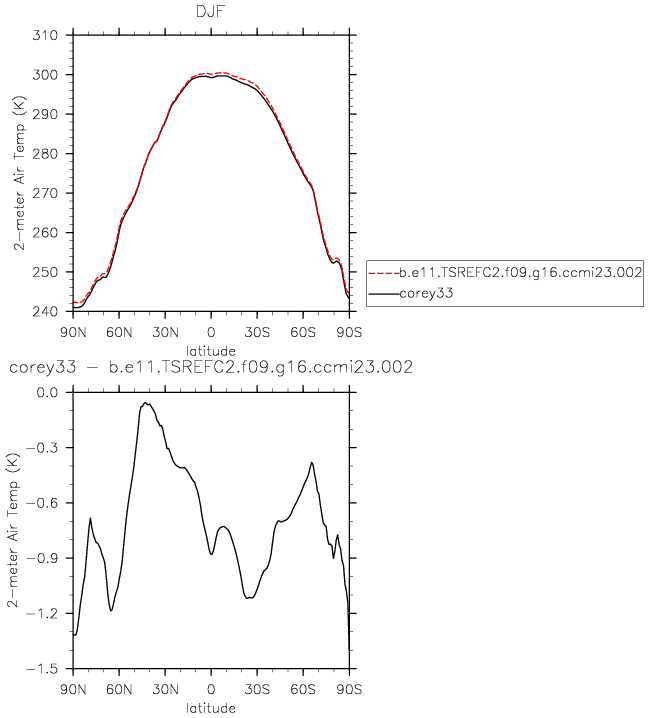 DJF
310
300
290
280
270
260
250
240
2-meter Air Temp (K)
90N 60N 30N 0 30S 60S 90S
latitude
b.e11.TSREFC2.f09.g16.ccmi23.002
corey33
corey33 - b.e11.TSREFC2.f09.g16.ccmi23.002
0.0
-0.3
-0.6
-0.9
-1.2
-1.5
2-meter Air Temp (K)
90N 60N 30N 0 30S 60S 90S
latitude